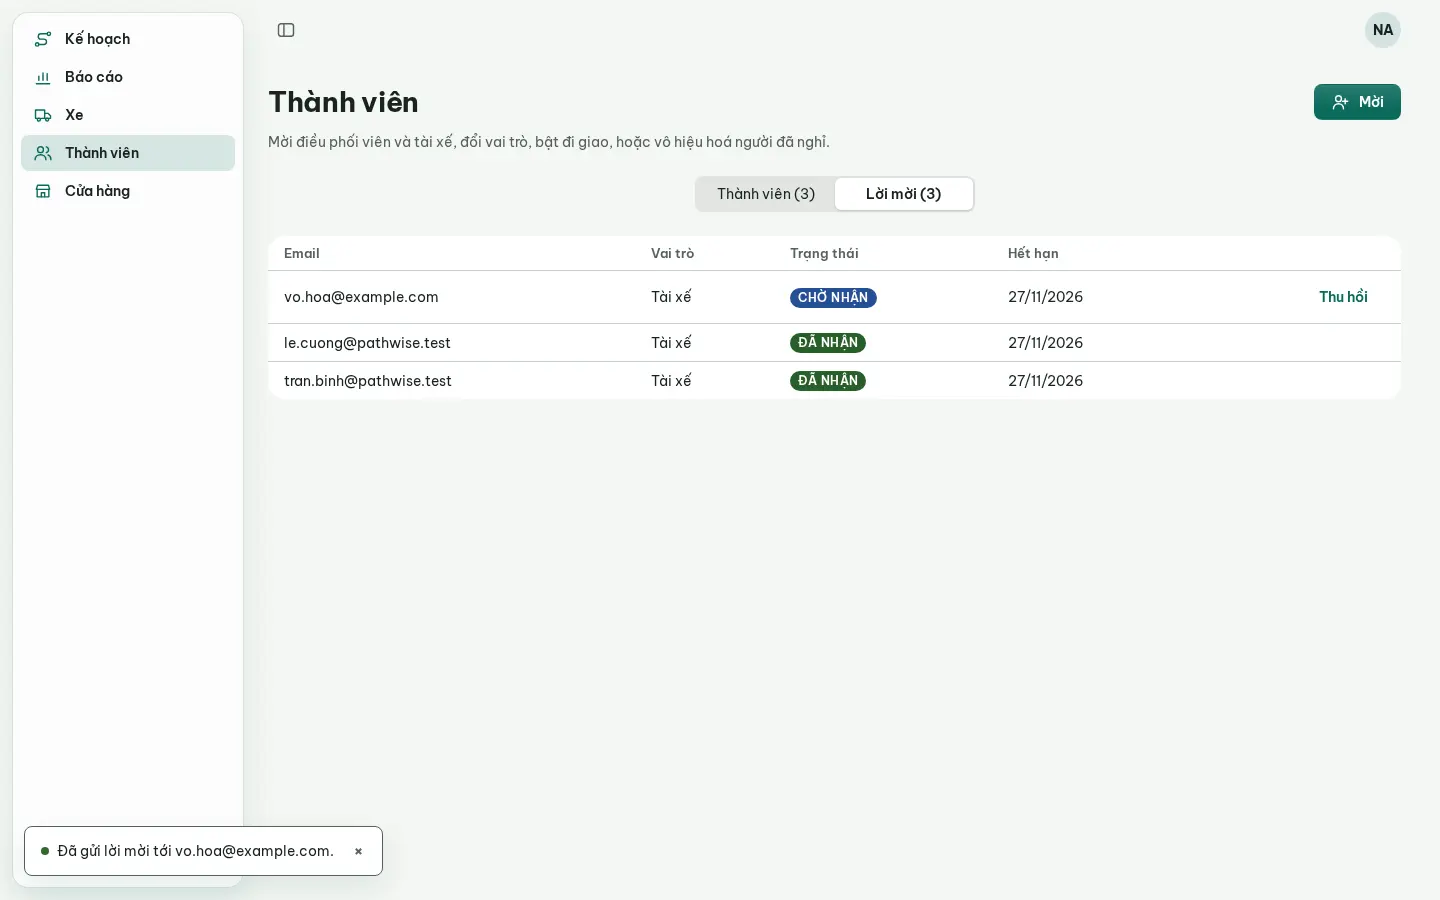 Kế hoạch
Báo cáo
Xe
Thành viên
Cửa hàng
NA
Thành viên
Mời
Mời điều phối viên và tài xế, đổi vai trò, bật đi giao, hoặc vô hiệu hoá người đã nghỉ.
Thành viên (3) Lời mời (3)
Email Vai trò Trạng thái Hết hạn
vo.hoa@example.com Tài xế CHỜ NHẬN 27/11/2026 Thu hồi
le.cuong@pathwise.test Tài xế ĐÃ NHẬN 27/11/2026
tran.binh@pathwise.test Tài xế ĐÃ NHẬN 27/11/2026
Đã gửi lời mời tới vo.hoa@example.com. ×